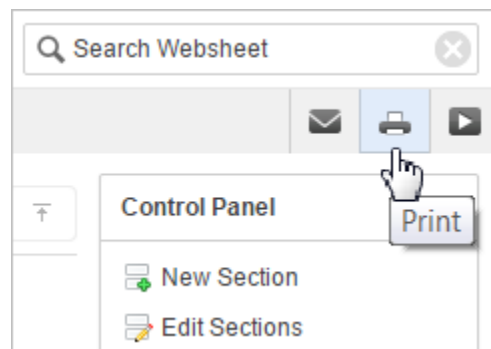 Search Websheet
Control Panel
Print
New Section
Edit Sections